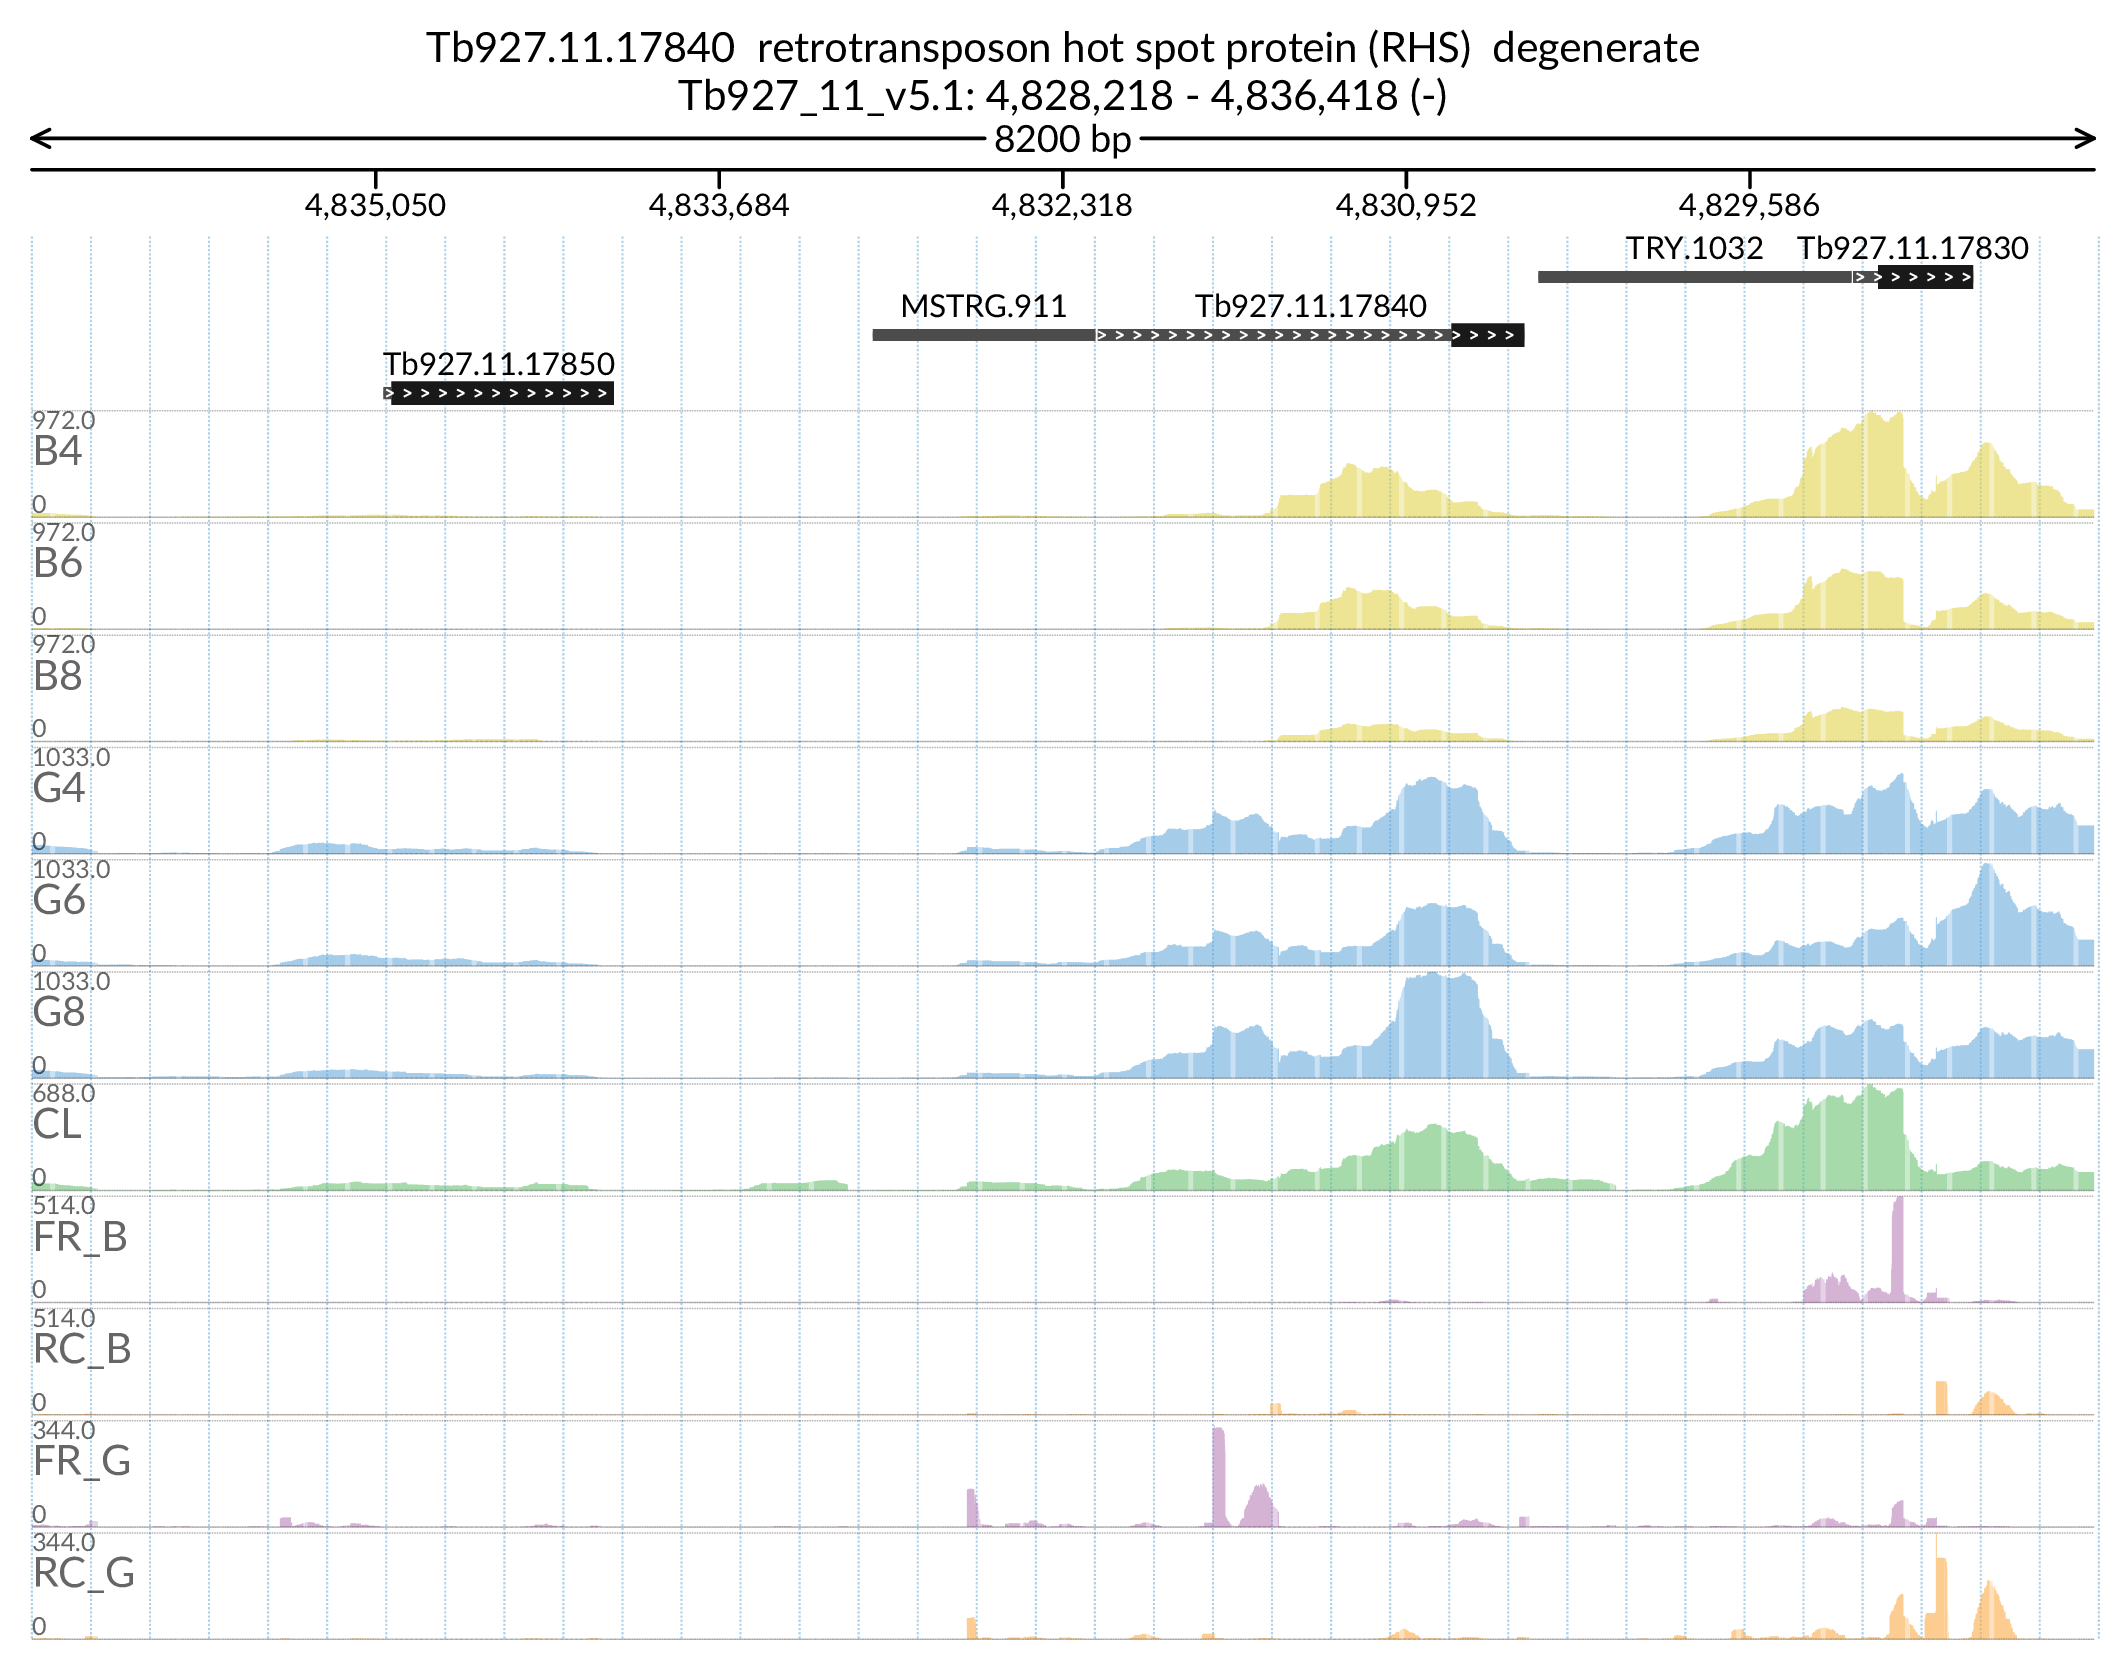 Tb927.11.17840  retrotransposon hot spot protein (RHS)  degenerate
Tb927_11_v5.1: 4,828,218 - 4,836,418 (-)
8200 bp
4,835,050 4,833,684 4,832,318 4,830,952 4,829,586
TRY.1032 Tb927.11.17830
MSTRG.911 Tb927.11.17840
Tb927.11.17850
972.0
B4
0
972.0
B6
0
972.0
B8
0
1033.0
G4
0
1033.0
G6
0
1033.0
G8
0
688.0
CL
0
514.0
FR_B
0
514.0
RC_B
0
344.0
FR_G
0
344.0
RC_G
0